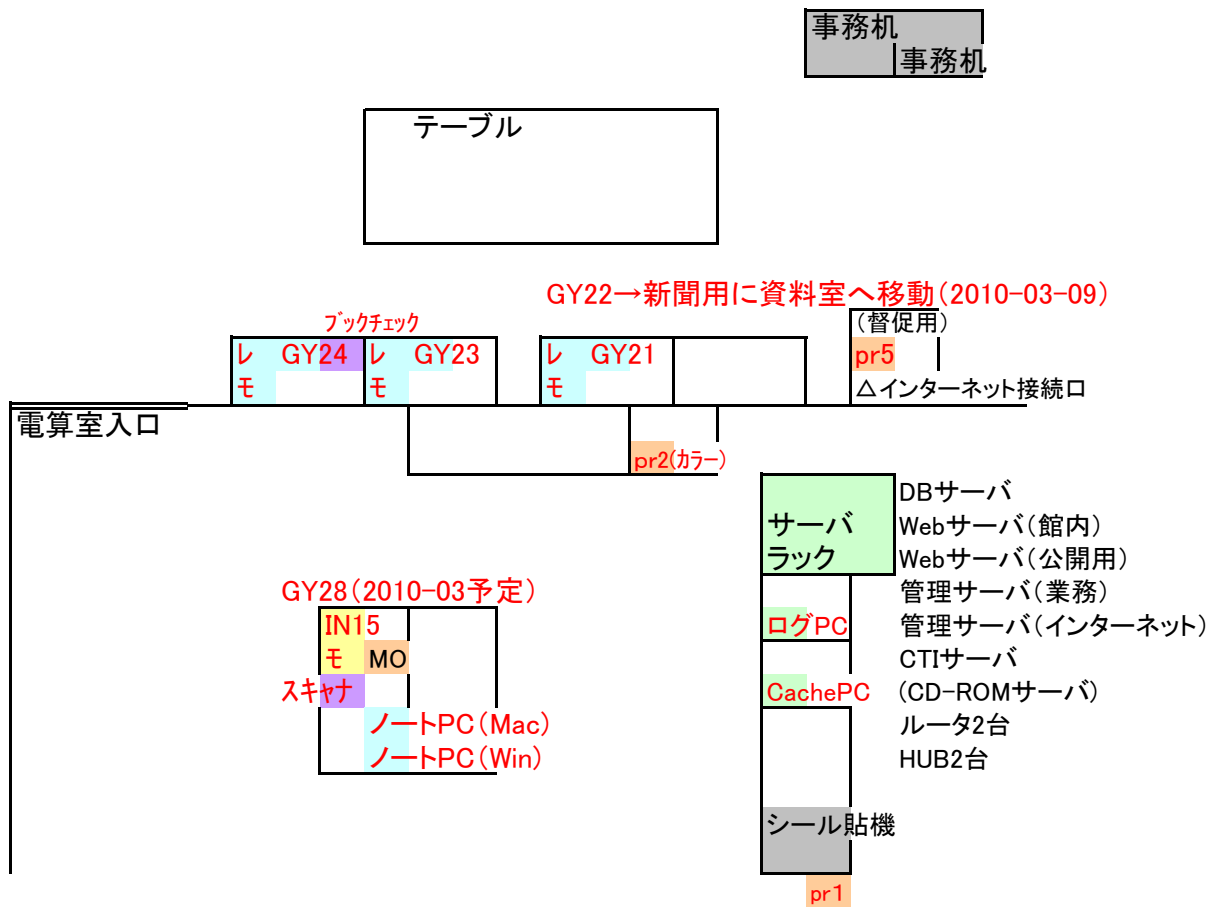 事務机
事務机
テーブル
GY22→新聞用に資料室へ移動(2010-03-09)
ﾌﾞｯｸﾁｪｯｸ
(督促用)
レ GY24 レ GY23 レ GY21 pr5
モ モ モ △インターネット接続口
電算室入口
pr2(ｶﾗｰ)
DBサーバ
サーバ Webサーバ(館内)
ラック Webサーバ(公開用)
GY28(2010-03予定) 管理サーバ(業務)
IN15 ログPC 管理サーバ(インターネット)
モ MO CTIサーバ
スキャナ CachePC (CD-ROMサーバ)
ノートPC(Mac) ルータ2台
ノートPC(Win) HUB2台
シール貼機
pr1